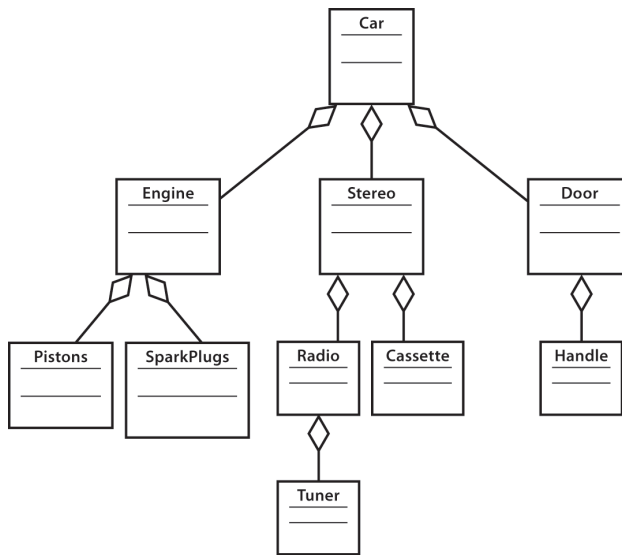 Car
Engine
Stereo
Door
Pistons
SparkPlugs
Radio
Cassette
Handle
Tuner